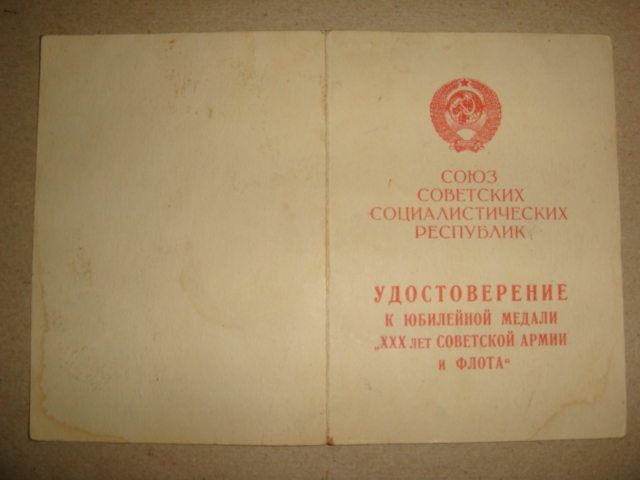 СОЮЗ
СОВЕТСКИХ
СОЦИАЛИСТИЧЕСКИХ
РЕСПУБЛИК
УДОСТОВЕРЕНИЕ
К ЮБИЛЕЙНОЙ МЕДАЛИ
„XXX ЛЕТ СОВЕТСКОЙ АРМИИ
И ФЛОТА“